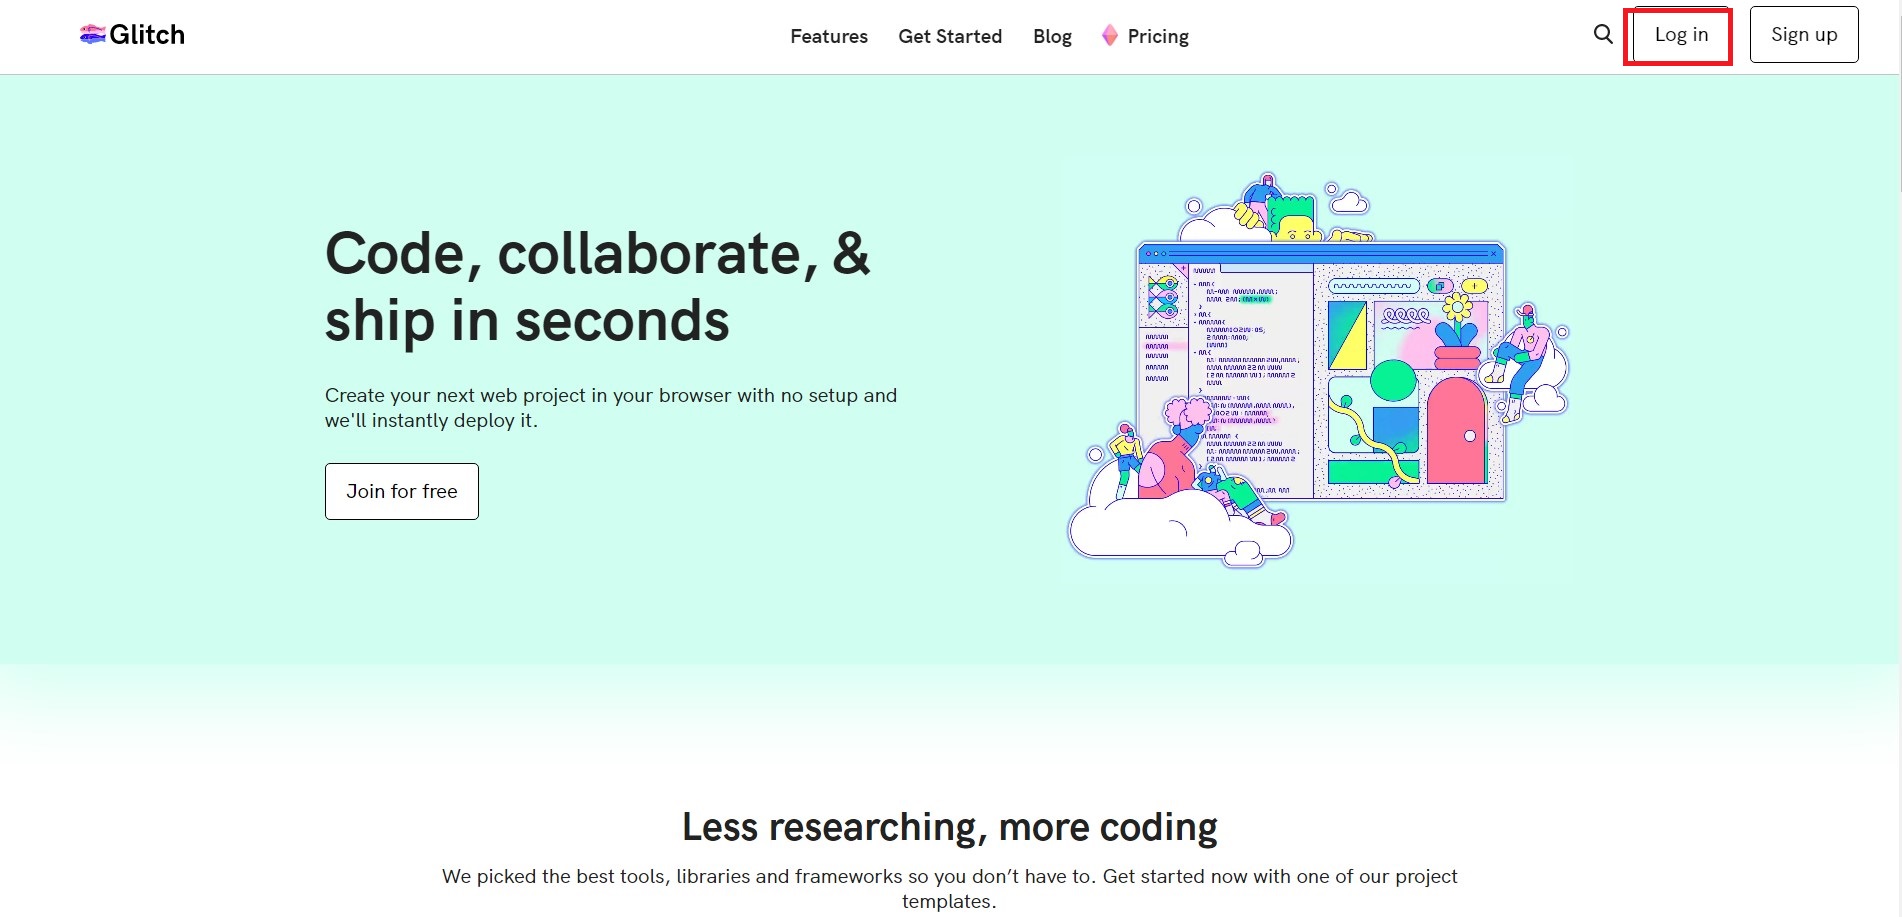 Glitch
Features
Get Started
Blog
Pricing
Log in
Sign up
Code, collaborate, &
ship in seconds
Create your next web project in your browser with no setup and
we'll instantly deploy it.
Join for free
Less researching, more coding
We picked the best tools, libraries and frameworks so you don’t have to. Get started now with one of our project
templates.